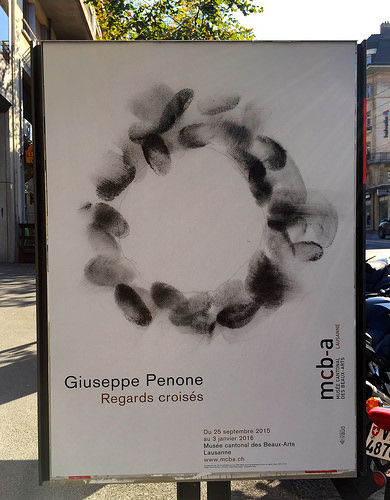 Giuseppe Penone
Regards croisés
Du 25 septembre 2015
au 3 janvier 2016
Musée cantonal des Beaux-Arts
Lausanne
www.mcba.ch
mcb-a
MUSÉE CANTONAL
DES BEAUX-ARTS
LAUSANNE